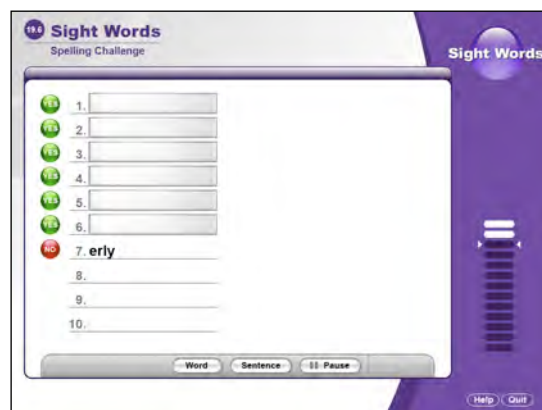 19.6 Sight Words
Spelling Challenge
Sight Words
YES 1.
YES 2.
YES 3.
YES 4.
YES 5.
YES 6.
NO 7. erly
8.
9.
10.
Word Sentence Pause
Help Quit